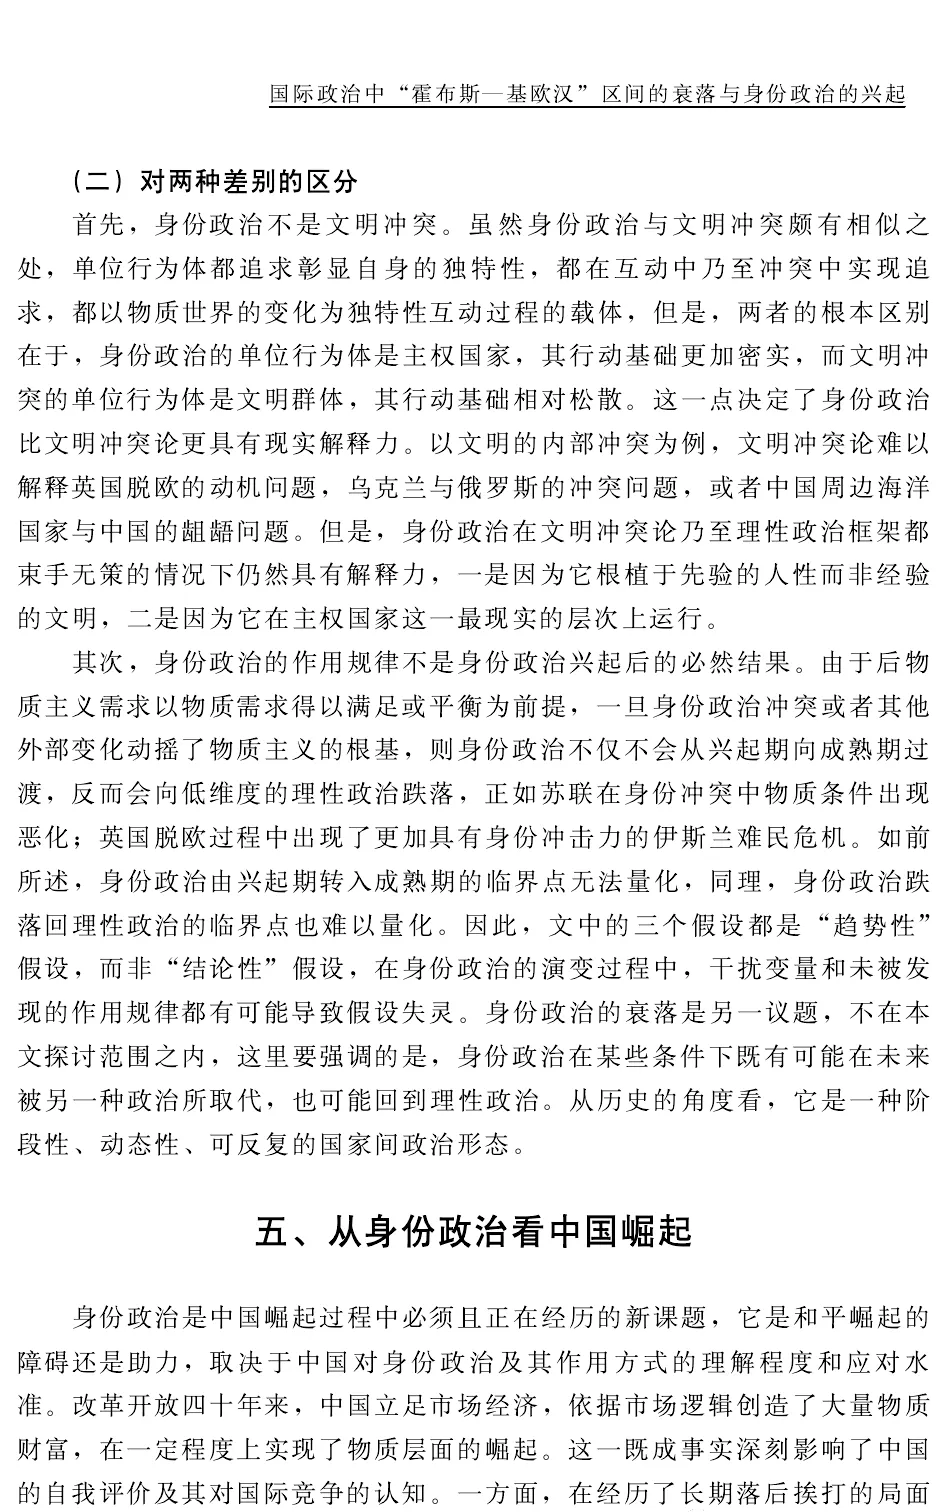 国际政治中“霍布斯—基欧汉”区间的衰落与身份政治的兴起
（二）对两种差别的区分
首先，身份政治不是文明冲突。虽然身份政治与文明冲突颇有相似之
处，单位行为体都追求彰显自身的独特性，都在互动中乃至冲突中实现追
求，都以物质世界的变化为独特性互动过程的载体，但是，两者的根本区别
在于，身份政治的单位行为体是主权国家，其行动基础更加密实，而文明冲
突的单位行为体是文明群体，其行动基础相对松散。这一点决定了身份政治
比文明冲突论更具有现实解释力。以文明的内部冲突为例，文明冲突论难以
解释英国脱欧的动机问题，乌克兰与俄罗斯的冲突问题，或者中国周边海洋
国家与中国的龃龉问题。但是，身份政治在文明冲突论乃至理性政治框架都
束手无策的情况下仍然具有解释力，一是因为它根植于先验的人性而非经验
的文明，二是因为它在主权国家这一最现实的层次上运行。
其次，身份政治的作用规律不是身份政治兴起后的必然结果。由于后物
质主义需求以物质需求得以满足或平衡为前提，一旦身份政治冲突或者其他
外部变化动摇了物质主义的根基，则身份政治不仅不会从兴起期向成熟期过
渡，反而会向低维度的理性政治跌落，正如苏联在身份冲突中物质条件出现
恶化；英国脱欧过程中出现了更加具有身份冲击力的伊斯兰难民危机。如前
所述，身份政治由兴起期转入成熟期的临界点无法量化，同理，身份政治跌
落回理性政治的临界点也难以量化。因此，文中的三个假设都是“趋势性”
假设，而非“结论性”假设，在身份政治的演变过程中，干扰变量和未被发
现的作用规律都有可能导致假设失灵。身份政治的衰落是另一议题，不在本
文探讨范围之内，这里要强调的是，身份政治在某些条件下既有可能在未来
被另一种政治所取代，也可能回到理性政治。从历史的角度看，它是一种阶
段性、动态性、可反复的国家间政治形态。
五、从身份政治看中国崛起
身份政治是中国崛起过程中必须且正在经历的新课题，它是和平崛起的
障碍还是助力，取决于中国对身份政治及其作用方式的理解程度和应对水
准。改革开放四十年来，中国立足市场经济，依据市场逻辑创造了大量物质
财富，在一定程度上实现了物质层面的崛起。这一既成事实深刻影响了中国
的自我评价及其对国际竞争的认知。一方面，在经历了长期落后挨打的局面